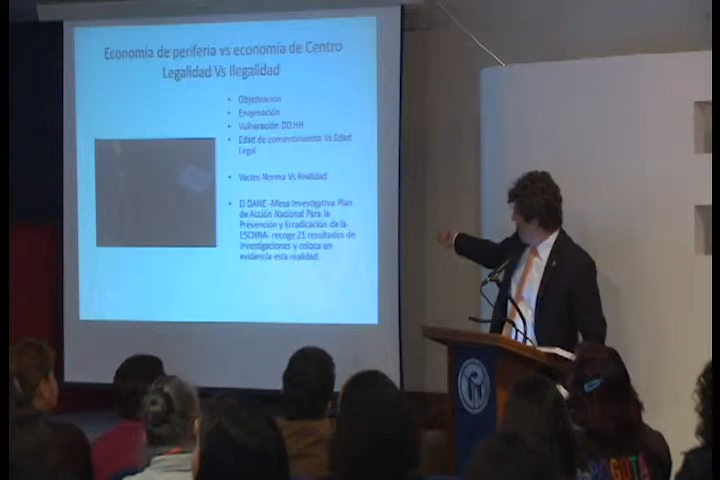 Economía de periferia vs economía de Centro
Legalidad Vs Ilegalidad
• Objetivación
• Enajenación
• Vulneración DD.HH
• Edad de consentimiento Vs Edad
Legal
• Vacíos Norma Vs Realidad
• El DANE -Mesa Investigativa Plan
de Acción Nacional Para la
Prevención y Erradicación de la
ESCNNA- recoge 21 resultados de
investigaciones y coloca en
evidencia esta realidad.
BOGOTA